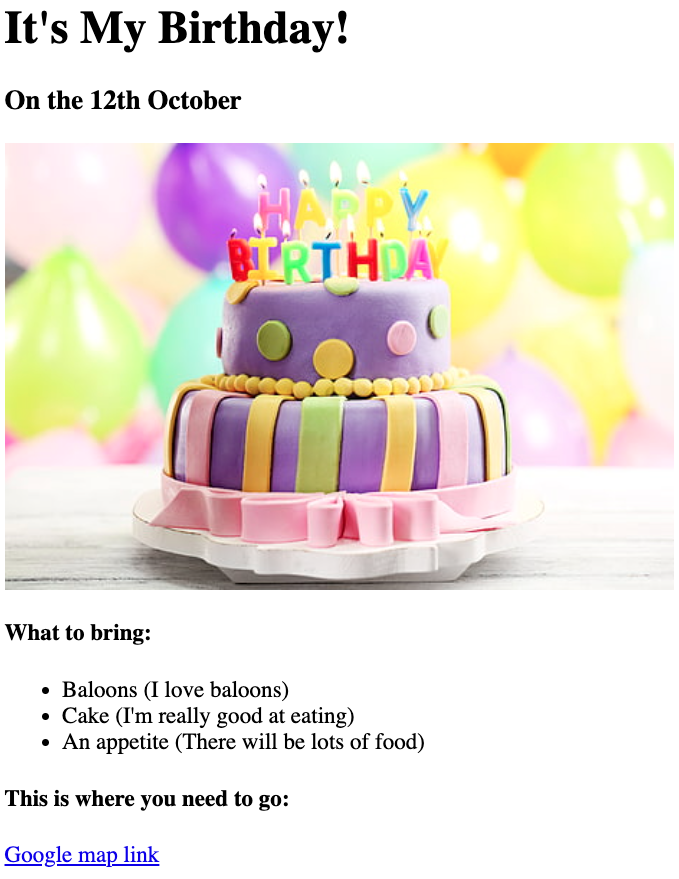 It's My Birthday!
On the 12th October
HAPPY
BIRTHDAY
What to bring:
Baloons (I love baloons)
Cake (I'm really good at eating)
An appetite (There will be lots of food)
This is where you need to go:
Google map link